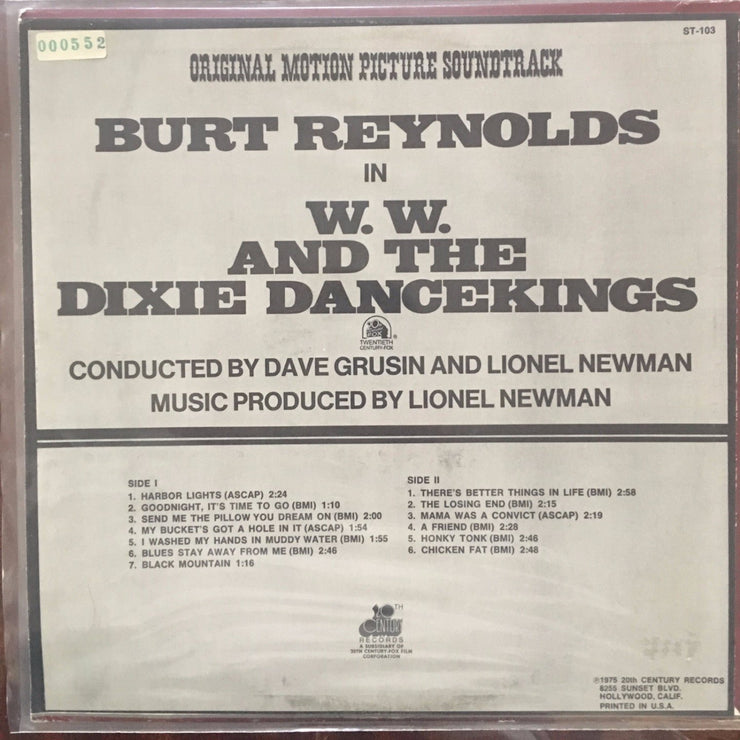 000552
ST-103
ORIGINAL MOTION PICTURE SOUNDTRACK
BURT REYNOLDS
IN
W. W.
AND THE
DIXIE DANCEKINGS
TWENTIETH
CENTURY-FOX
CONDUCTED BY DAVE GRUSIN AND LIONEL NEWMAN
MUSIC PRODUCED BY LIONEL NEWMAN
SIDE I
1. HARBOR LIGHTS (ASCAP) 2:24
2. GOODNIGHT, IT'S TIME TO GO (BMI) 1:10
3. SEND ME THE PILLOW YOU DREAM ON (BMI) 2:00
4. MY BUCKET'S GOT A HOLE IN IT (ASCAP) 1:54
5. I WASHED MY HANDS IN MUDDY WATER (BMI) 1:55
6. BLUES STAY AWAY FROM ME (BMI) 2:46
7. BLACK MOUNTAIN 1:16
SIDE II
1. THERE'S BETTER THINGS IN LIFE (BMI) 2:58
2. THE LOSING END (BMI) 2:15
3. MAMA WAS A CONVICT (ASCAP) 2:19
4. A FRIEND (BMI) 2:28
5. HONKY TONK (BMI) 2:46
6. CHICKEN FAT (BMI) 2:48
20TH
CENTURY
RECORDS
A SUBSIDIARY OF
20TH CENTURY-FOX FILM
CORPORATION
℗1975 20th CENTURY RECORDS
8255 SUNSET BLVD.
HOLLYWOOD, CALIF.
PRINTED IN U.S.A.